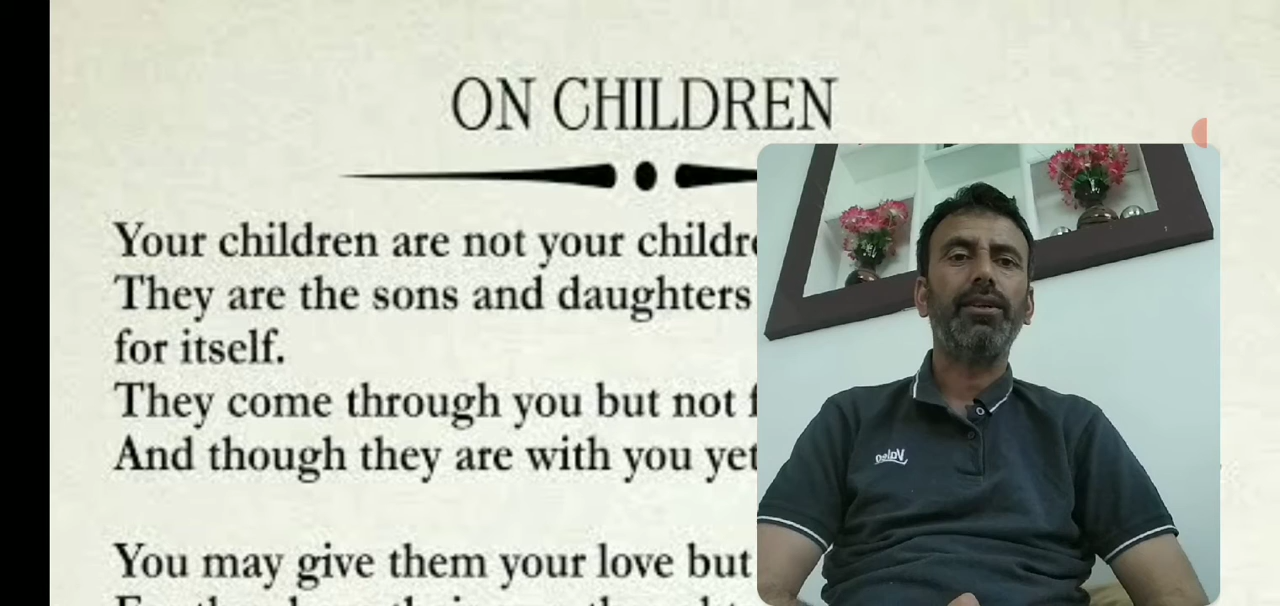 ON CHILDREN
Your children are not your
They are the sons and daughters
for itself.
They come through you but not
And though they are with you yet
Valeo
You may give them your love but